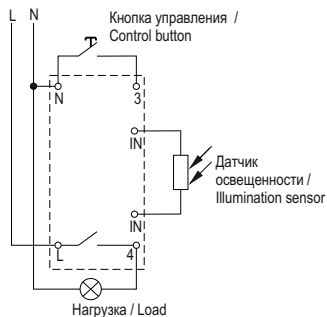 L N
Кнопка управления /
Control button
N 3
IN
Датчик
освещенности /
Illumination sensor
IN
L 4
Нагрузка / Load